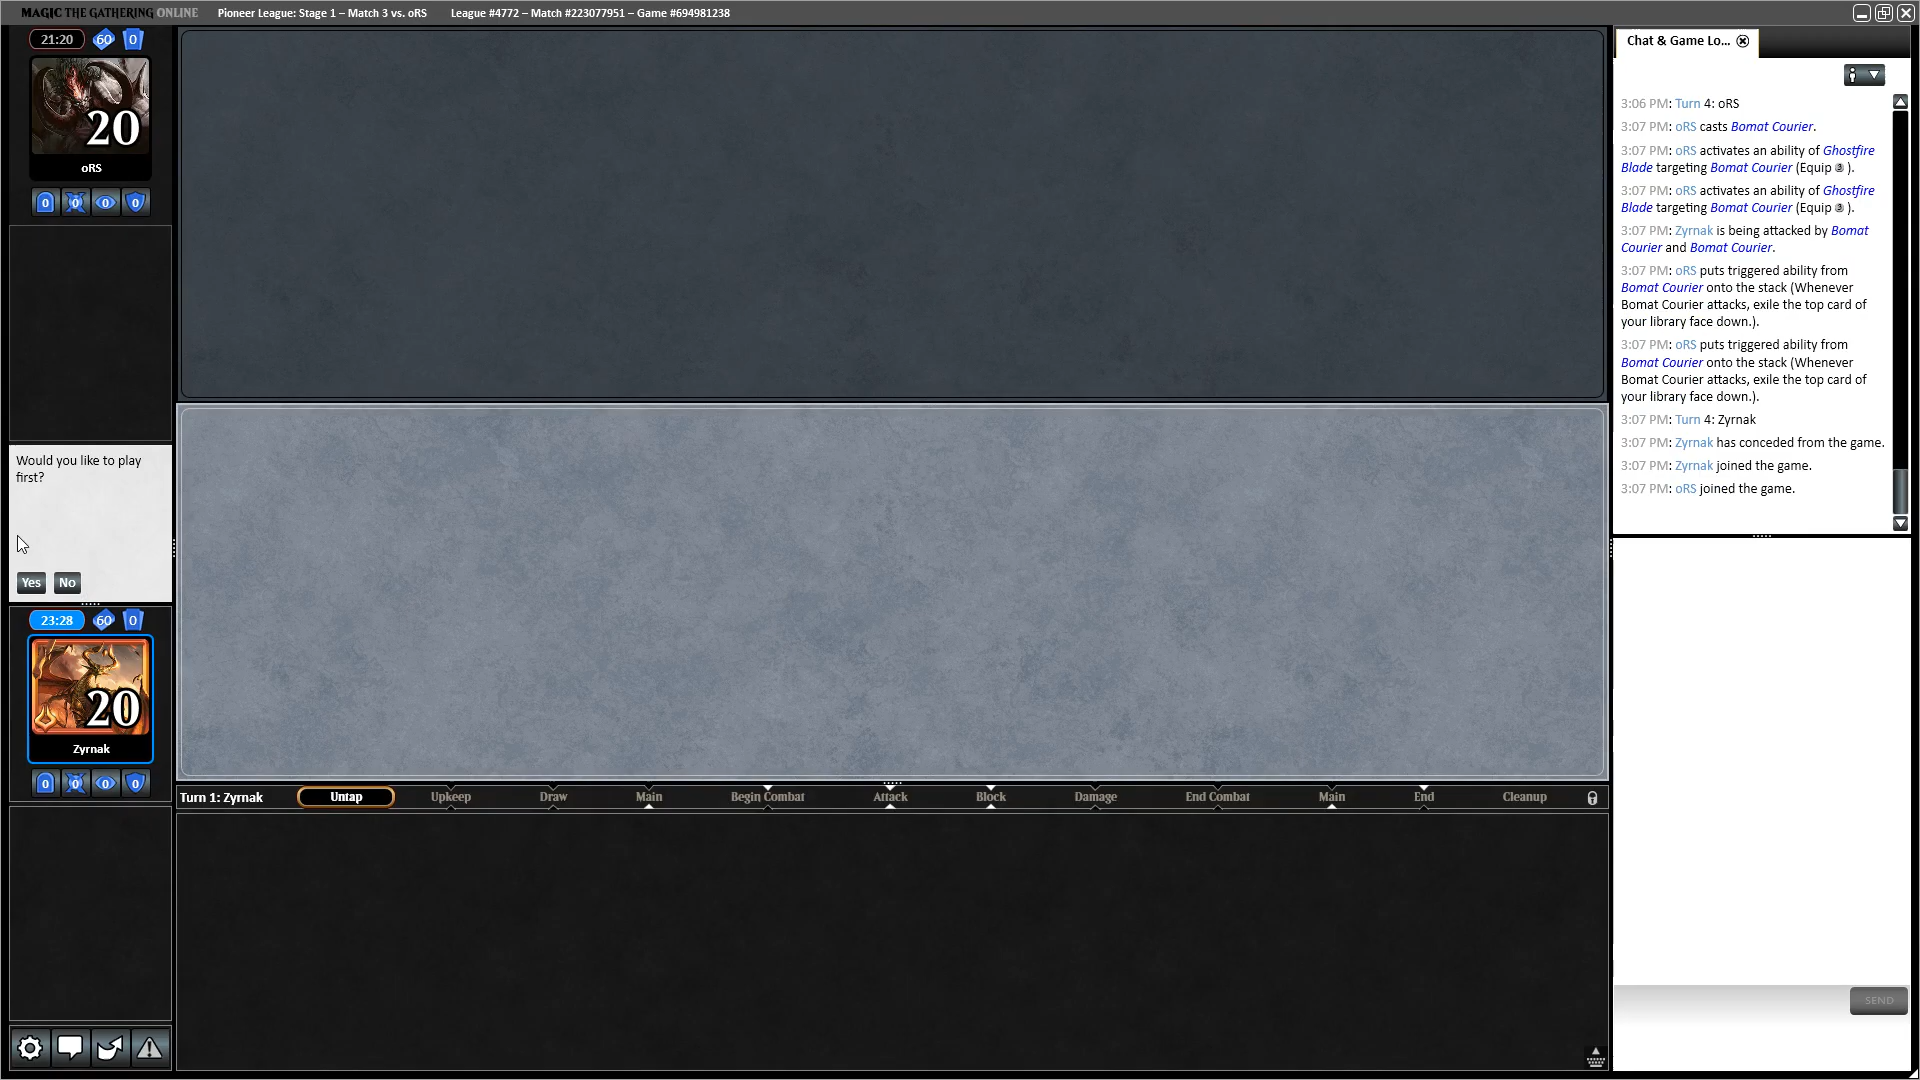 MAGIC THE GATHERING ONLINE
Pioneer League: Stage 1 – Match 3 vs. oRS
League #4772 – Match #223077951 – Game #694981238
21:20
60
0
20
oRS
0
0
0
0
Would you like to play
first?
Yes
No
23:28
60
0
20
Zyrnak
0
0
0
0
Turn 1: Zyrnak
Untap
Upkeep
Draw
Main
Begin Combat
Attack
Block
Damage
End Combat
Main
End
Cleanup
Chat & Game Lo...
3:06 PM: Turn 4: oRS
3:07 PM: oRS casts Bomat Courier.
3:07 PM: oRS activates an ability of Ghostfire
Blade targeting Bomat Courier (Equip 3 ).
3:07 PM: oRS activates an ability of Ghostfire
Blade targeting Bomat Courier (Equip 3 ).
3:07 PM: Zyrnak is being attacked by Bomat
Courier and Bomat Courier.
3:07 PM: oRS puts triggered ability from
Bomat Courier onto the stack (Whenever
Bomat Courier attacks, exile the top card of
your library face down.).
3:07 PM: oRS puts triggered ability from
Bomat Courier onto the stack (Whenever
Bomat Courier attacks, exile the top card of
your library face down.).
3:07 PM: Turn 4: Zyrnak
3:07 PM: Zyrnak has conceded from the game.
3:07 PM: Zyrnak joined the game.
3:07 PM: oRS joined the game.
SEND